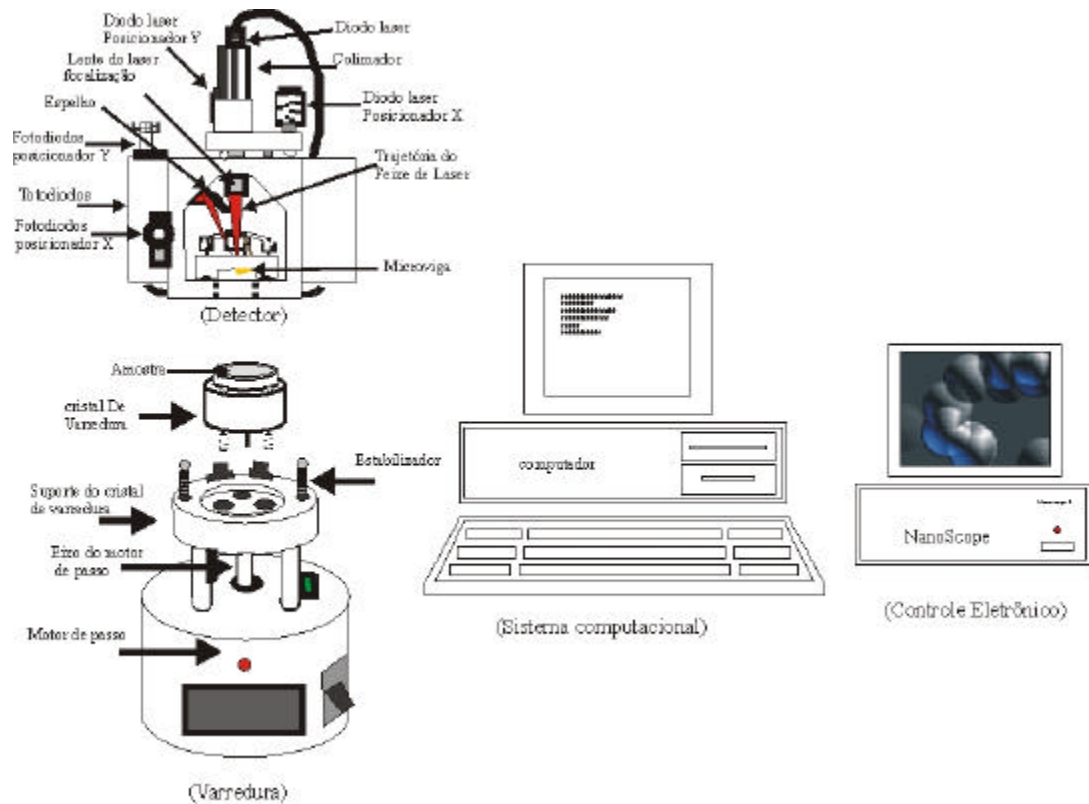 Diodo laser
Posicionador Y
Diodo laser
Lente do laser
focalização
Colimador
Espelho
Diodo laser
Posicionador X
Fotodiodos
posicionador Y
Trajetória do
Feixe de Laser
Totodiodos
Fotodiodos
posicionador X
Microviga
(Detector)
Amostra
cristal De
Varredura
Estabilizador
Suporte do cristal
de varredura
Eixo do motor
de passo
Motor de passo
(Varredura)
computador
(Sistema computacional)
NanoScope
(Controle Eletrônico)